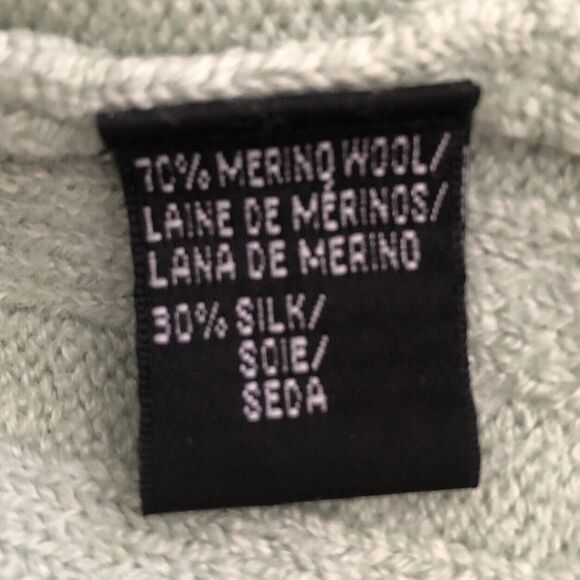 70% MERINO WOOL/
LAINE DE MÉRINOS/
LANA DE MERINO
30% SILK/
SOIE/
SEDA